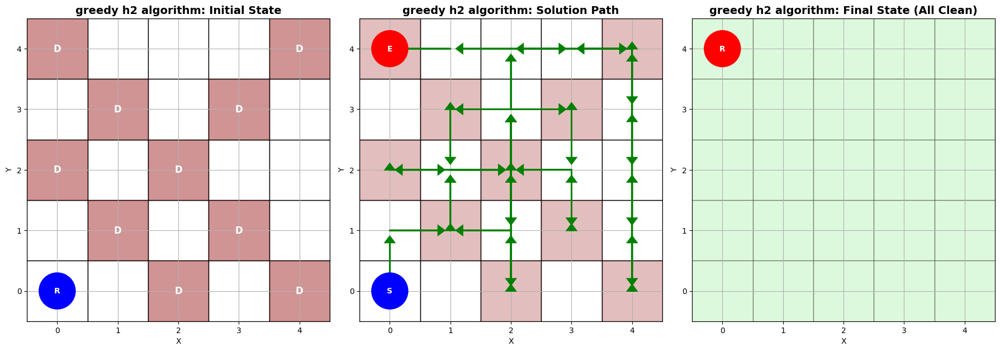 greedy h2 algorithm: Initial State
4
3
2
1
0
Y
D
D
D
D
D
D
D
D
R
D
D
0 1 2 3 4
X
greedy h2 algorithm: Solution Path
4
3
2
1
0
Y
E
S
0 1 2 3 4
X
greedy h2 algorithm: Final State (All Clean)
4
3
2
1
0
Y
R
0 1 2 3 4
X